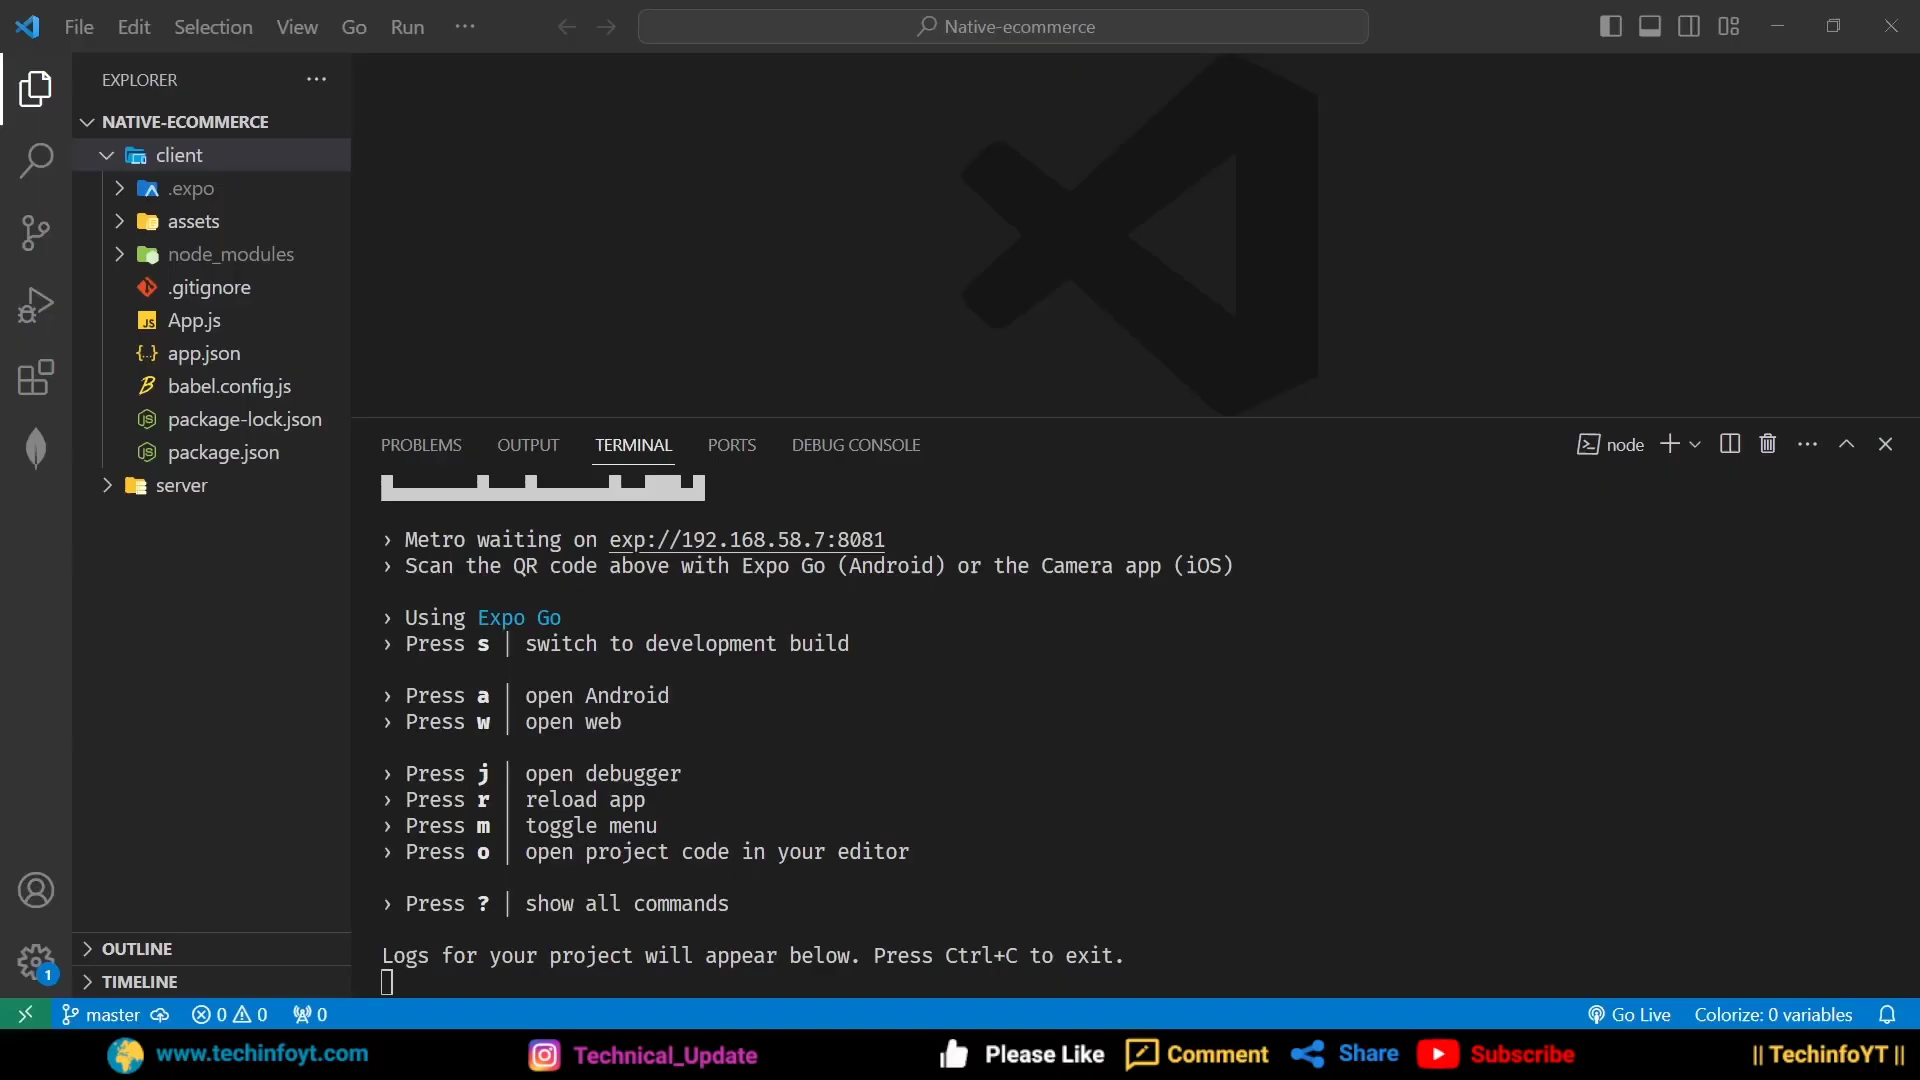 File Edit Selection View Go Run ··· Native-ecommerce
EXPLORER ···
NATIVE-ECOMMERCE
client
.expo
assets
node_modules
.gitignore
JS App.js
{..} app.json
babel.config.js
package-lock.json
package.json
server
OUTLINE
TIMELINE
1
PROBLEMS OUTPUT TERMINAL PORTS DEBUG CONSOLE node ···
› Metro waiting on exp://192.168.58.7:8081
› Scan the QR code above with Expo Go (Android) or the Camera app (iOS)
› Using Expo Go
› Press s │ switch to development build
› Press a │ open Android
› Press w │ open web
› Press j │ open debugger
› Press r │ reload app
› Press m │ toggle menu
› Press o │ open project code in your editor
› Press ? │ show all commands
Logs for your project will appear below. Press Ctrl+C to exit.
master 0 0 0 Go Live Colorize: 0 variables
www.techinfoyt.com Technical_Update Please Like Comment Share Subscribe || TechinfoYT ||